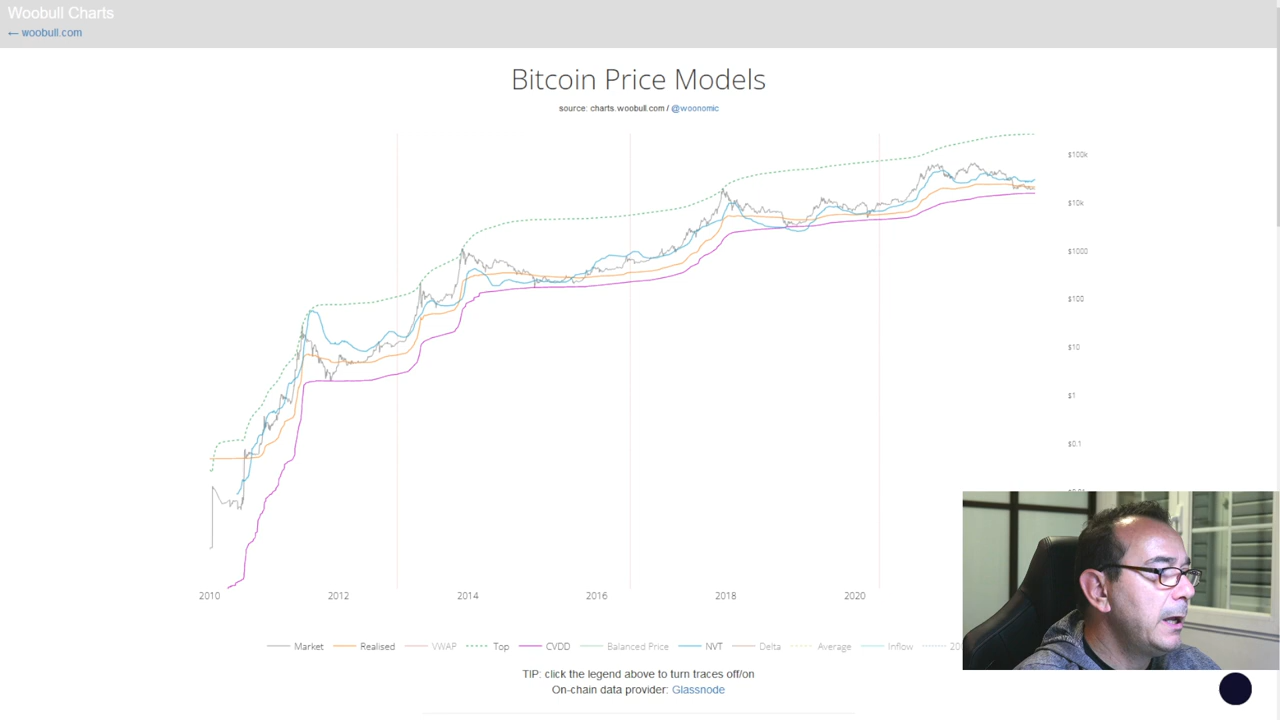 Woobull Charts
← woobull.com
Bitcoin Price Models
source: charts.woobull.com / @woonomic
$100k
$10k
$1000
$100
$10
$1
$0.1
2010 2012 2014 2016 2018 2020
Market Realised VWAP Top CVDD Balanced Price NVT Delta Average Inflow 20
TIP: click the legend above to turn traces off/on
On-chain data provider: Glassnode